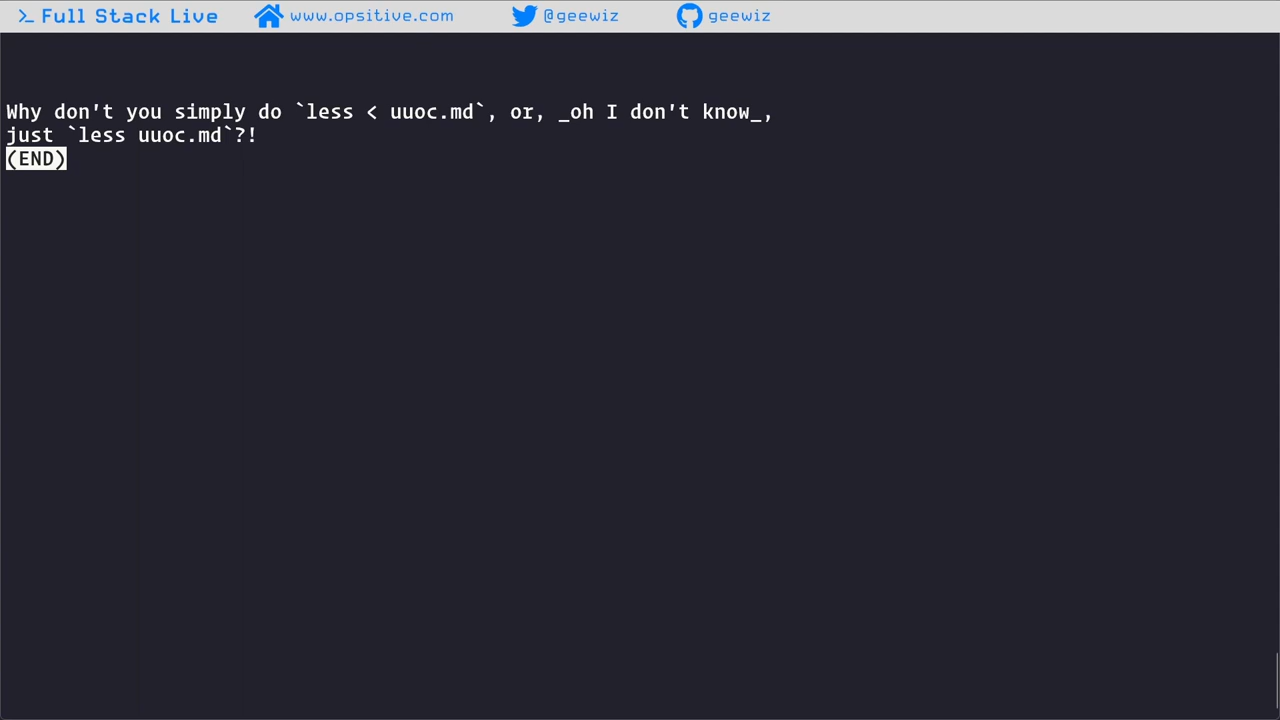 >_ Full Stack Live www.opsitive.com @geewiz geewiz
Why don't you simply do `less < uuoc.md`, or, _oh I don't know_,
just `less uuoc.md`?!
(END)